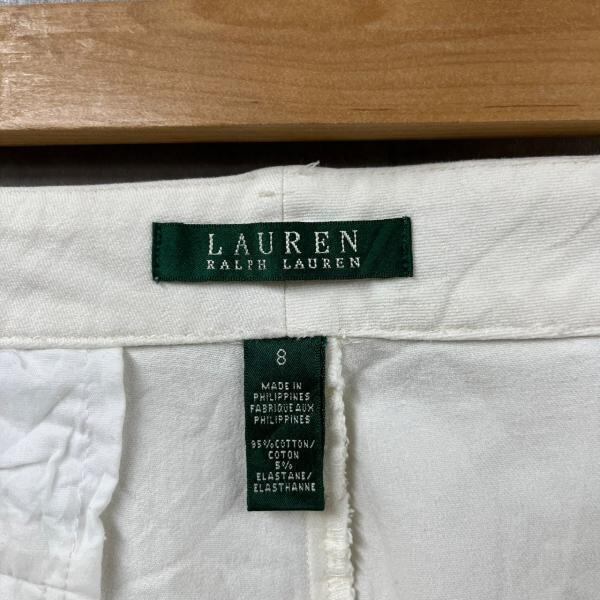 LAUREN
RALPH LAUREN
8
MADE IN
PHILIPPINES
FABRIQUE AUX
PHILIPPINES
95% COTTON/
COTON
5%
ELASTANE/
ELASTHANNE